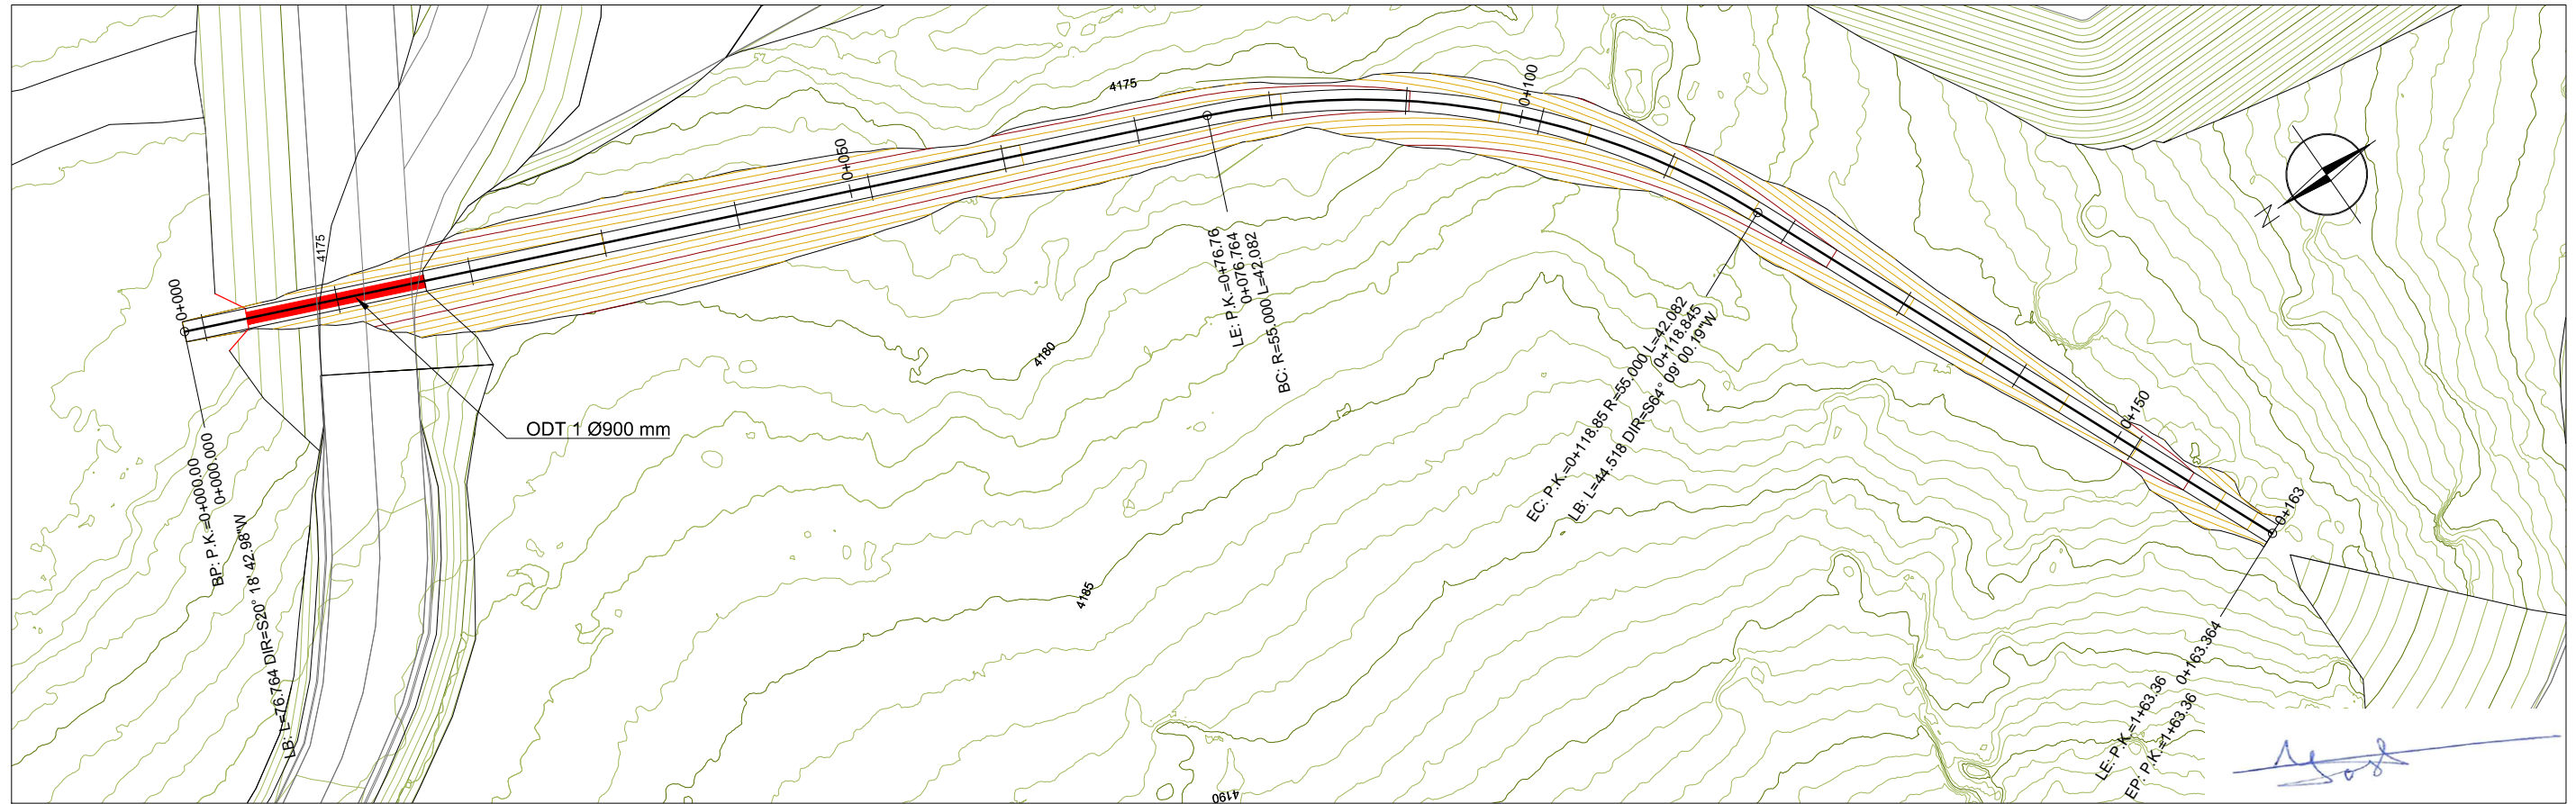 4175
0+100
0+050
4175
0+000
N
LE: P.K.=0+76.76
0+076.764
BC: R=55.000 L=42.082
4180
EC: P.K.=0+118.85 R=55.000 L=42.082
0+118.845
LB: L=44.518 DIR=S64° 09' 00.19"W
ODT 1 Ø900 mm
0+150
BP: P.K.=0+000.00
0+000.000
LB: L=76.764 DIR=S20° 18' 42.98"W
0+163
4185
LE: P.K.=1+63.36
0+163.364
EP: P.K.=1+63.36
4190